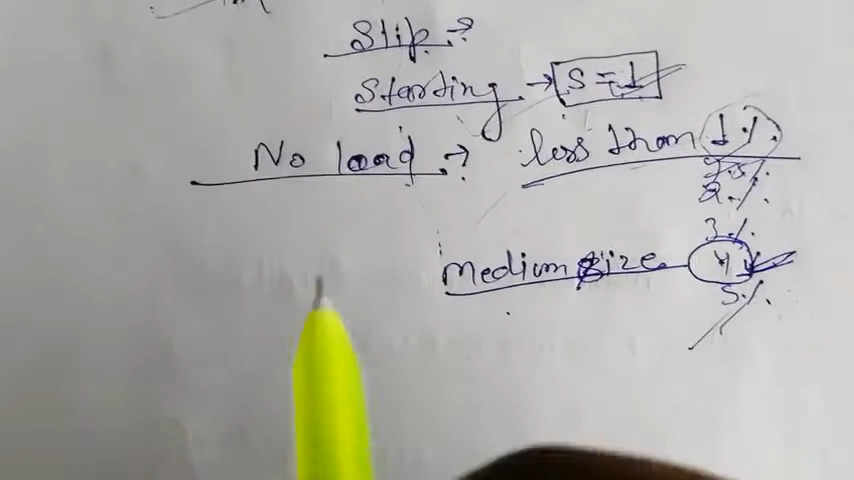 Slip ?
Starting → S = 1
No load → ? less than 1 %.
2 %.
3 %.
medium size 4 %
5 %.